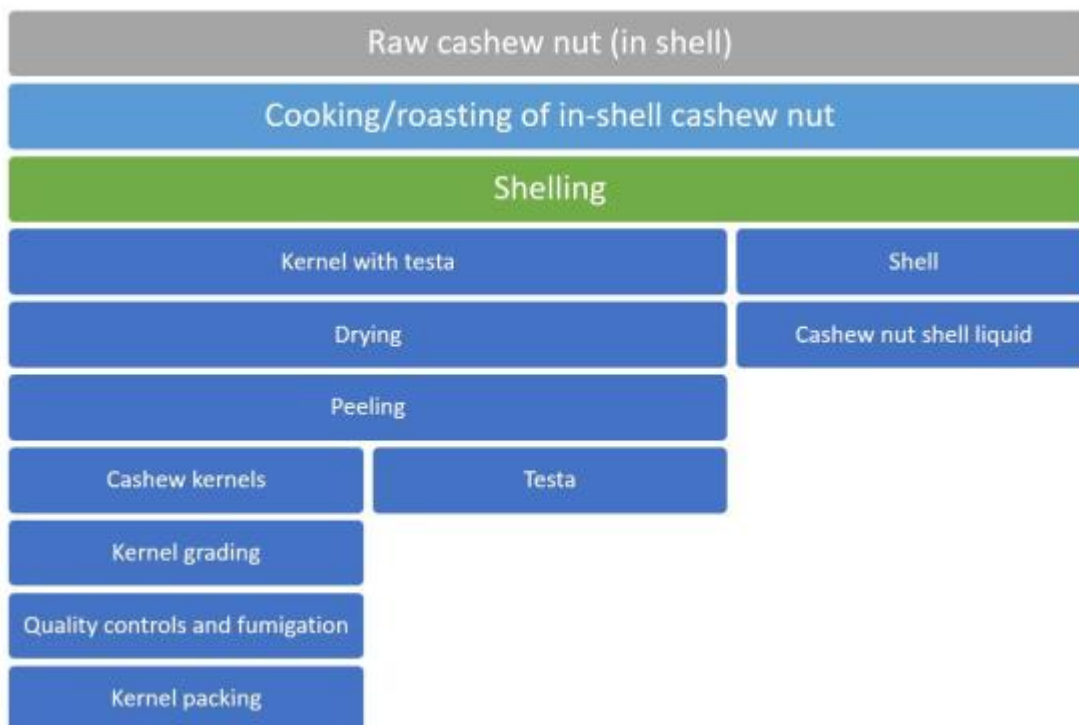 Raw cashew nut (in shell)
Cooking/roasting of in-shell cashew nut
Shelling
Kernel with testa
Shell
Drying
Cashew nut shell liquid
Peeling
Cashew kernels
Testa
Kernel grading
Quality controls and fumigation
Kernel packing